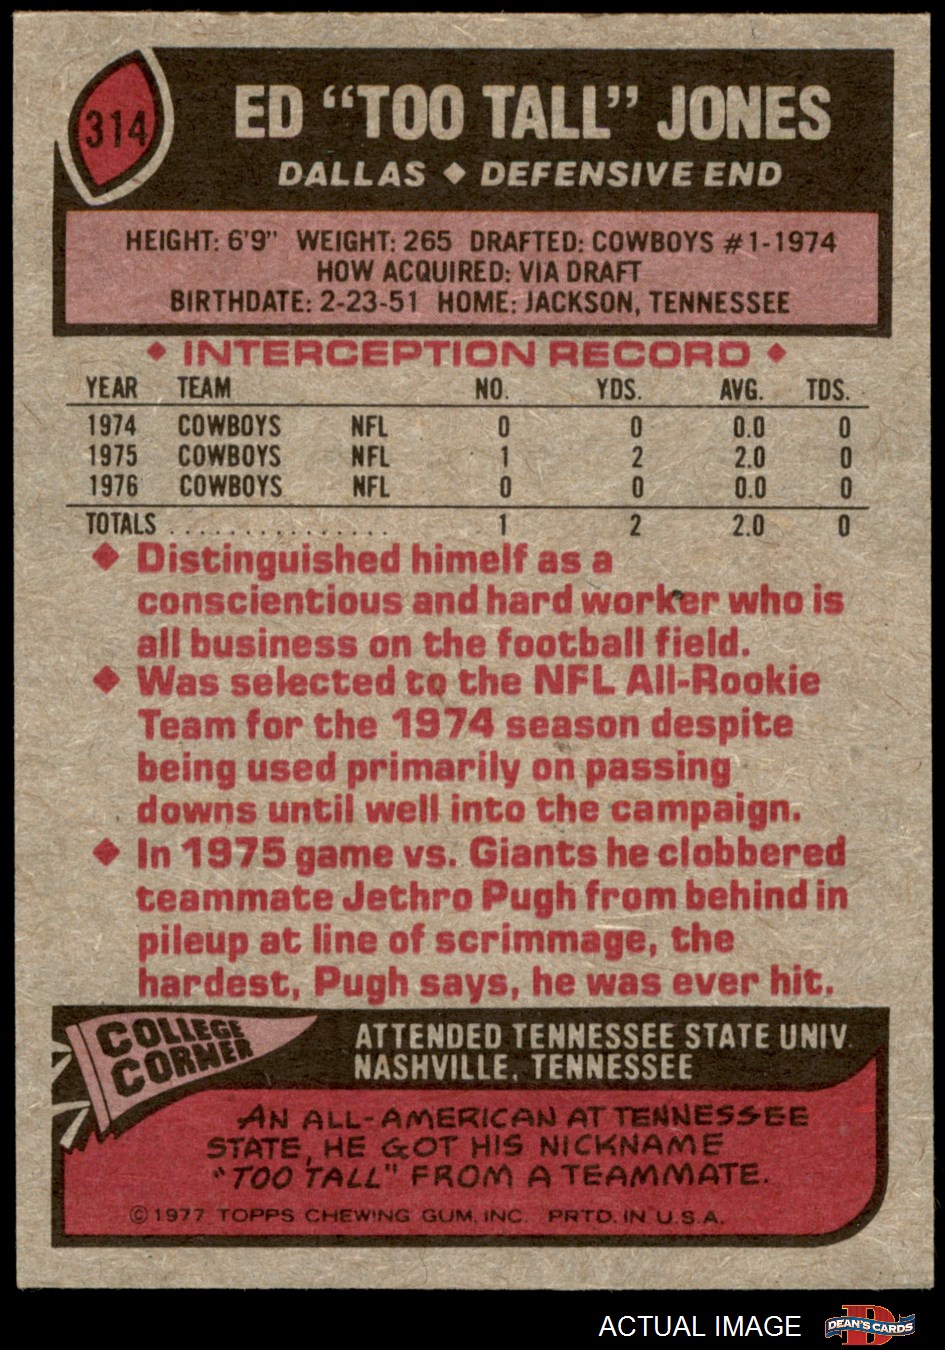 314
ED “TOO TALL” JONES
DALLAS ◆ DEFENSIVE END
HEIGHT: 6'9" WEIGHT: 265 DRAFTED: COWBOYS #1-1974
HOW ACQUIRED: VIA DRAFT
BIRTHDATE: 2-23-51 HOME: JACKSON, TENNESSEE
◆ INTERCEPTION RECORD ◆
YEAR TEAM NO. YDS. AVG. TDS.
1974 COWBOYS NFL 0 0 0.0 0
1975 COWBOYS NFL 1 2 2.0 0
1976 COWBOYS NFL 0 0 0.0 0
TOTALS . . . . . . . . . . . . . . . 1 2 2.0 0
◆ Distinguished himelf as a
conscientious and hard worker who is
all business on the football field.
◆ Was selected to the NFL All-Rookie
Team for the 1974 season despite
being used primarily on passing
downs until well into the campaign.
◆ In 1975 game vs. Giants he clobbered
teammate Jethro Pugh from behind in
pileup at line of scrimmage, the
hardest, Pugh says, he was ever hit.
COLLEGE
CORNER
ATTENDED TENNESSEE STATE UNIV.
NASHVILLE, TENNESSEE
AN ALL-AMERICAN AT TENNESSEE
STATE, HE GOT HIS NICKNAME
"TOO TALL" FROM A TEAMMATE.
©1977 TOPPS CHEWING GUM, INC. PRTD. IN U.S.A.
ACTUAL IMAGE
D
DEAN'S CARDS